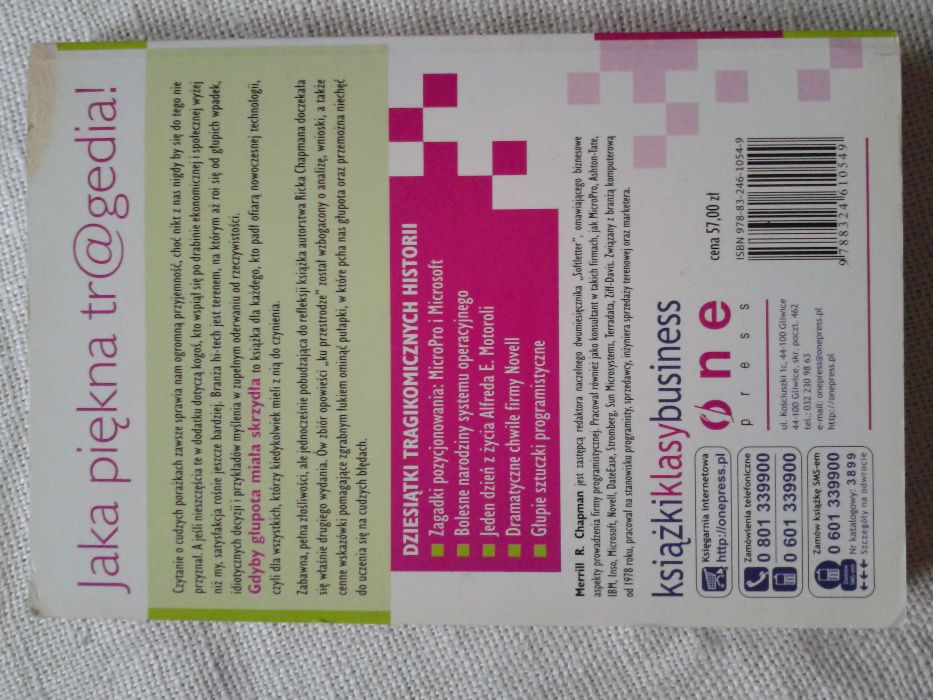 Jaka piękna tr@gedia!
Czytanie o cudzych porażkach zawsze sprawia nam ogromną przyjemność, choć nikt z nas nigdy by się do tego nie
przyznał. A jeśli nieszczęścia te w dodatku dotyczą kogoś, kto wspiął się po drabinie ekonomicznej i społecznej wyżej
niż my, satysfakcja rośnie jeszcze bardziej. Branża hi-tech jest terenem, na którym aż roi się od głupich wpadek,
idiotycznych decyzji i przykładów myślenia w zupełnym oderwaniu od rzeczywistości.
Gdyby głupota miała skrzydła to książka dla każdego, kto padł ofiarą nowoczesnej technologii,
czyli dla wszystkich, którzy kiedykolwiek mieli z nią do czynienia.
Zabawna, pełna złośliwości, ale jednocześnie pobudzająca do refleksji książka autorstwa Ricka Chapmana doczekała
się właśnie drugiego wydania. Ów zbiór opowieści „ku przestrodze” został wzbogacony o analizę, wnioski, a także
cenne wskazówki pomagające zgrabnym łukiem ominąć pułapki, w które pcha nas głupota oraz przemożna niechęć
do uczenia się na cudzych błędach.
DZIESIĄTKI TRAGIKOMICZNYCH HISTORII
Zagadki pozycjonowania: MicroPro i Microsoft
Bolesne narodziny systemu operacyjnego
Jeden dzień z życia Alfreda E. Motoroli
Dramatyczne chwile firmy Novell
Głupie sztuczki programistyczne
Merrill R. Chapman jest zastępcą redaktora naczelnego dwumiesięcznika „Softletter”, omawiającego biznesowe
aspekty prowadzenia firmy programistycznej. Pracował również jako konsultant w takich firmach, jak MicroPro, Ashton-Tate,
IBM, Inso, Microsoft, Novell, DataEase, Stromberg, Sun Microsystems, Terradata, Ziff-Davis. Związany z branżą komputerową
od 1978 roku, pracował na stanowisku programisty, sprzedawcy, inżyniera sprzedaży terenowej oraz marketera.
książkiklasybusiness
Księgarnia internetowa
http://onepress.pl
Zamówienia telefoniczne
0 801 339900
0 601 339900
Zamów książkę SMS-em
0 601 339900
Nr katalogowy: 3899
Szczegóły na odwrocie
one
press
ul. Kościuszki 1c, 44-100 Gliwice
44-100 Gliwice, skr. poczt. 462
tel.: 032 230 98 63
e-mail: onepress@onepress.pl
http://onepress.pl
cena 57,00 zł
ISBN 978-83-246-1054-9
9788324610549